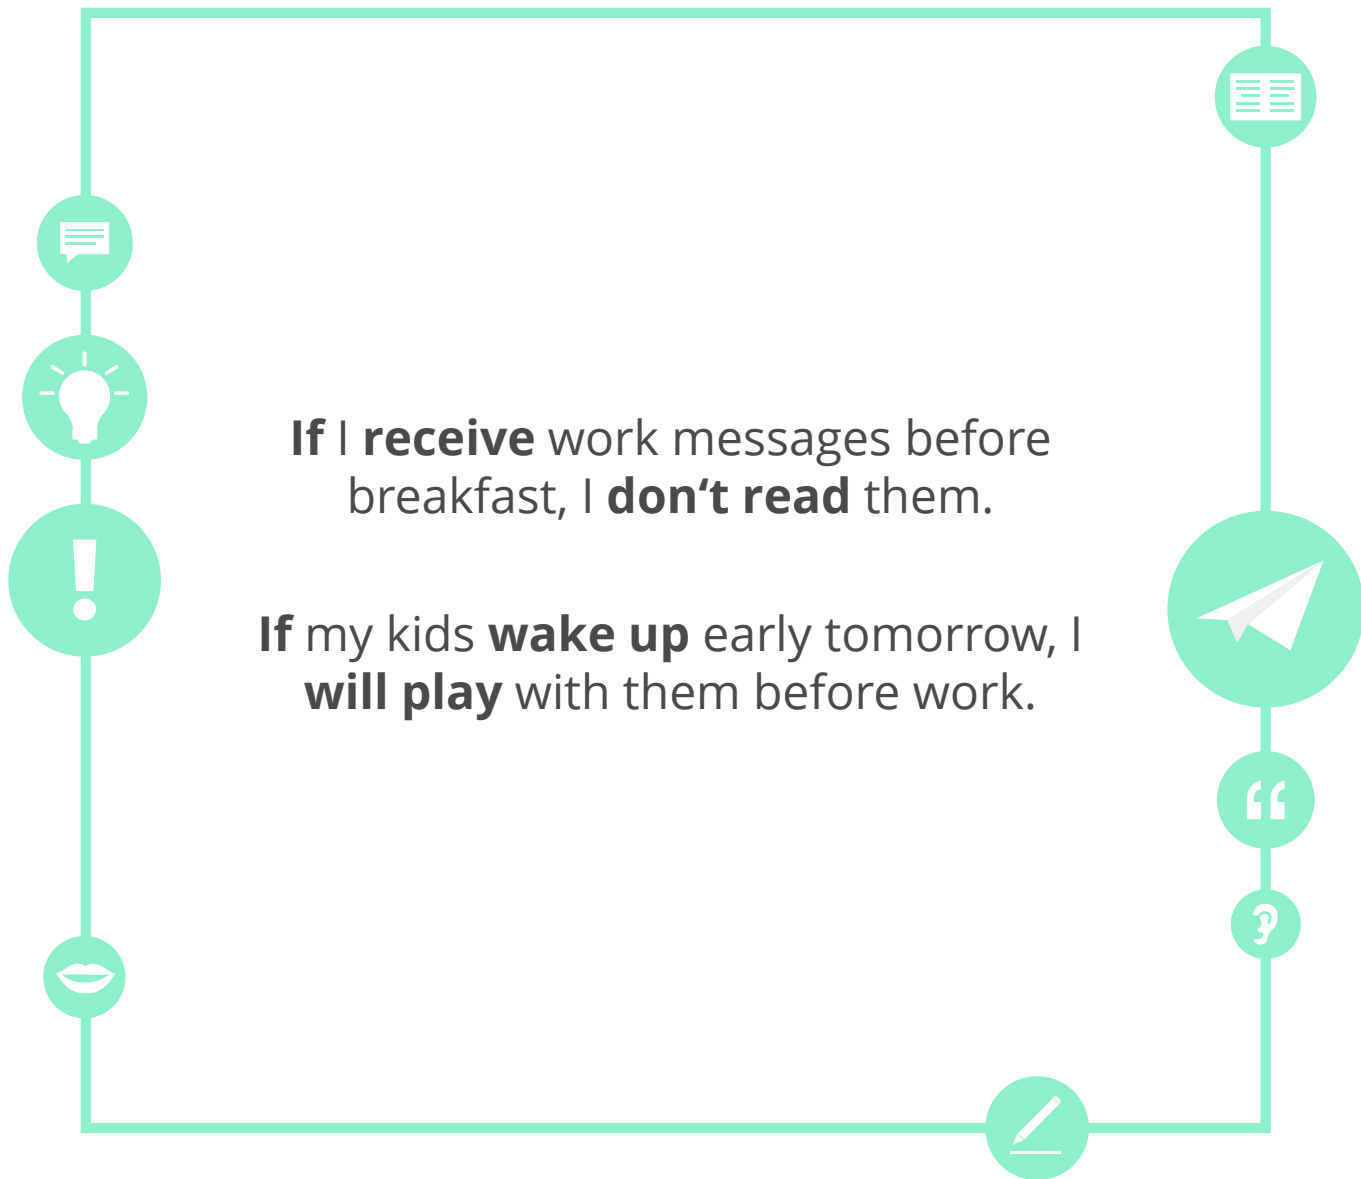 If I receive work messages before
breakfast, I don‘t read them.
If my kids wake up early tomorrow, I
will play with them before work.